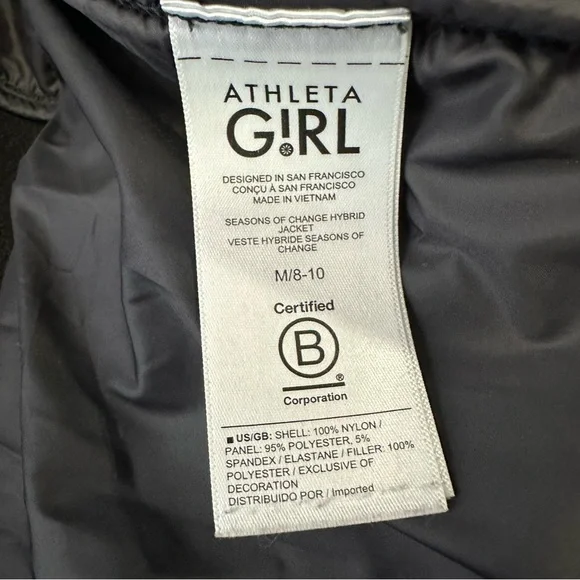 ATHLETA
G!RL
DESIGNED IN SAN FRANCISCO
CONÇU À SAN FRANCISCO
MADE IN VIETNAM
SEASONS OF CHANGE HYBRID
JACKET
VESTE HYBRIDE SEASONS OF
CHANGE
M/8-10
Certified
B
®
Corporation
■ US/GB: SHELL: 100% NYLON /
PANEL: 95% POLYESTER, 5%
SPANDEX / ELASTANE / FILLER: 100%
POLYESTER / EXCLUSIVE OF
DECORATION
DISTRIBUIDO POR / Imported